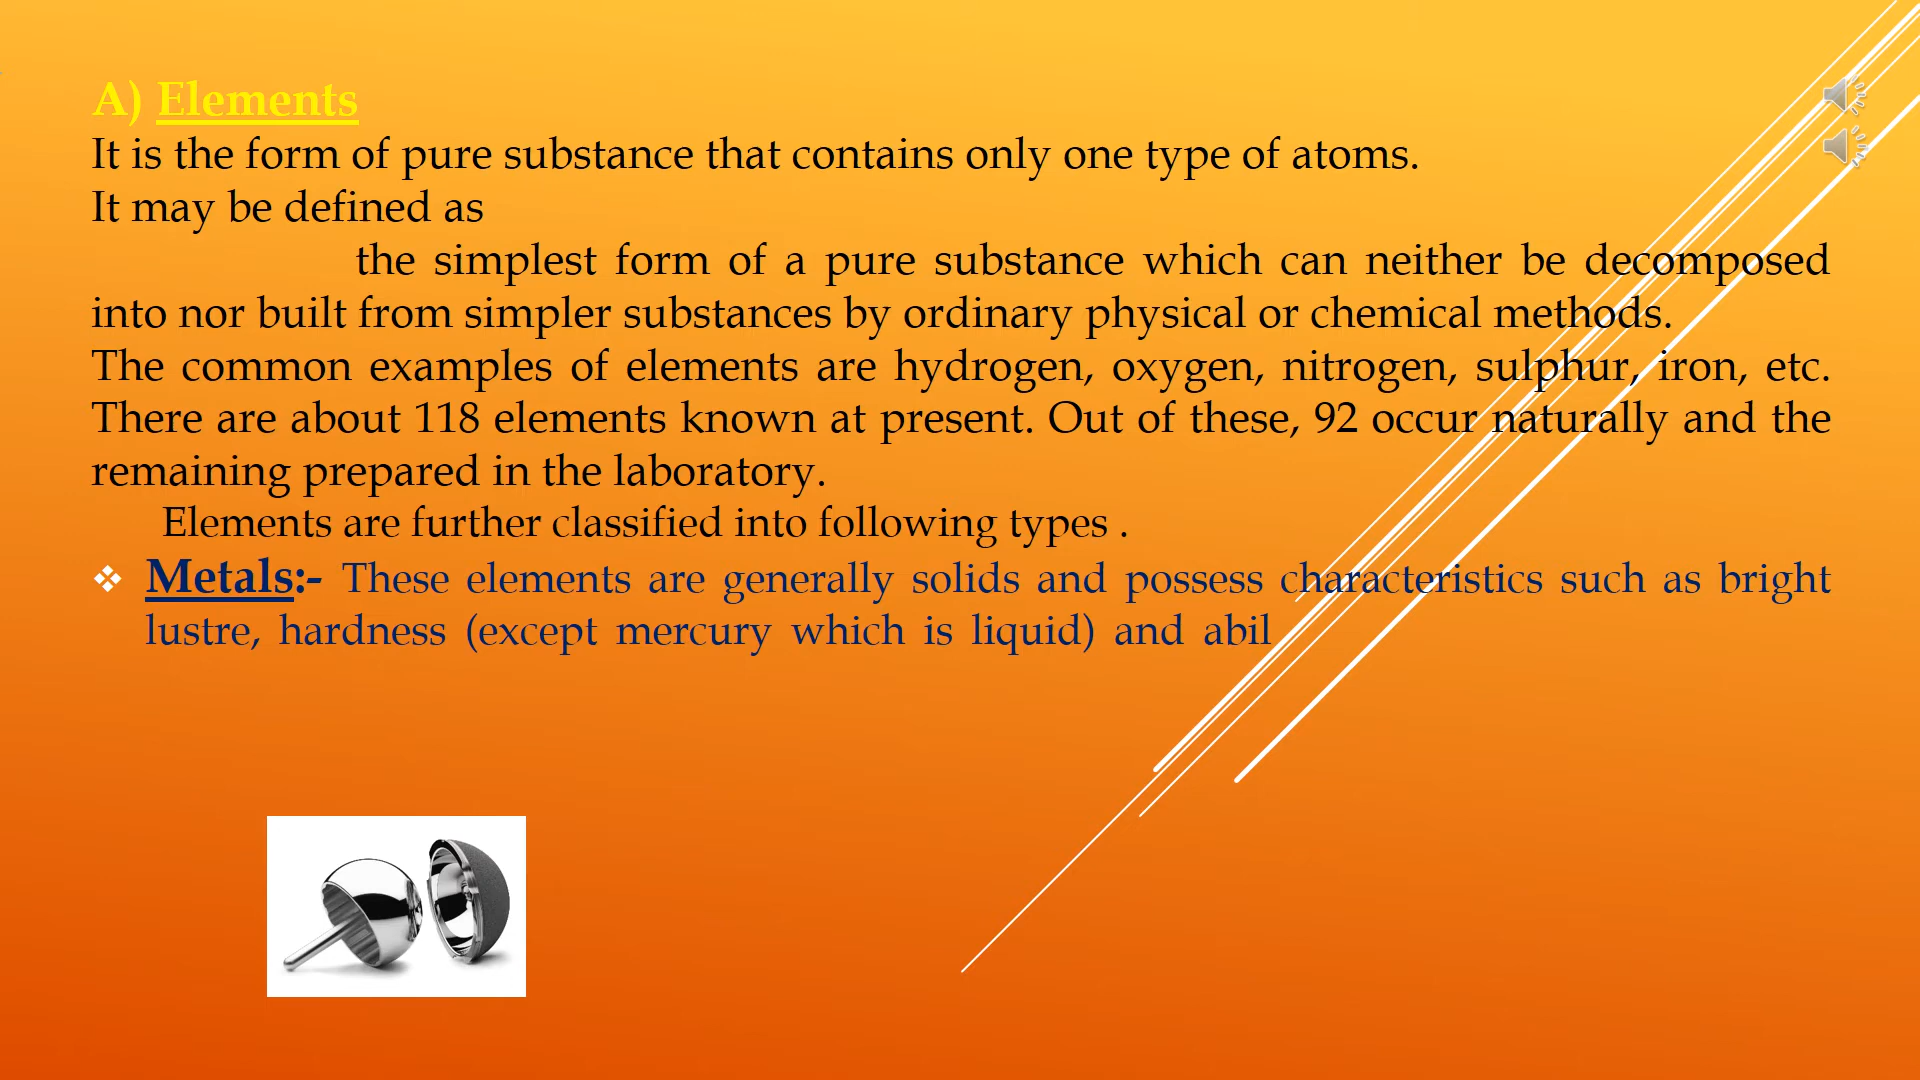 A) Elements
It is the form of pure substance that contains only one type of atoms.
It may be defined as
the simplest form of a pure substance which can neither be decomposed
into nor built from simpler substances by ordinary physical or chemical methods.
The common examples of elements are hydrogen, oxygen, nitrogen, sulphur, iron, etc.
There are about 118 elements known at present. Out of these, 92 occur naturally and the
remaining prepared in the laboratory.
Elements are further classified into following types .
❖ Metals:- These elements are generally solids and possess characteristics such as bright
lustre, hardness (except mercury which is liquid) and abil